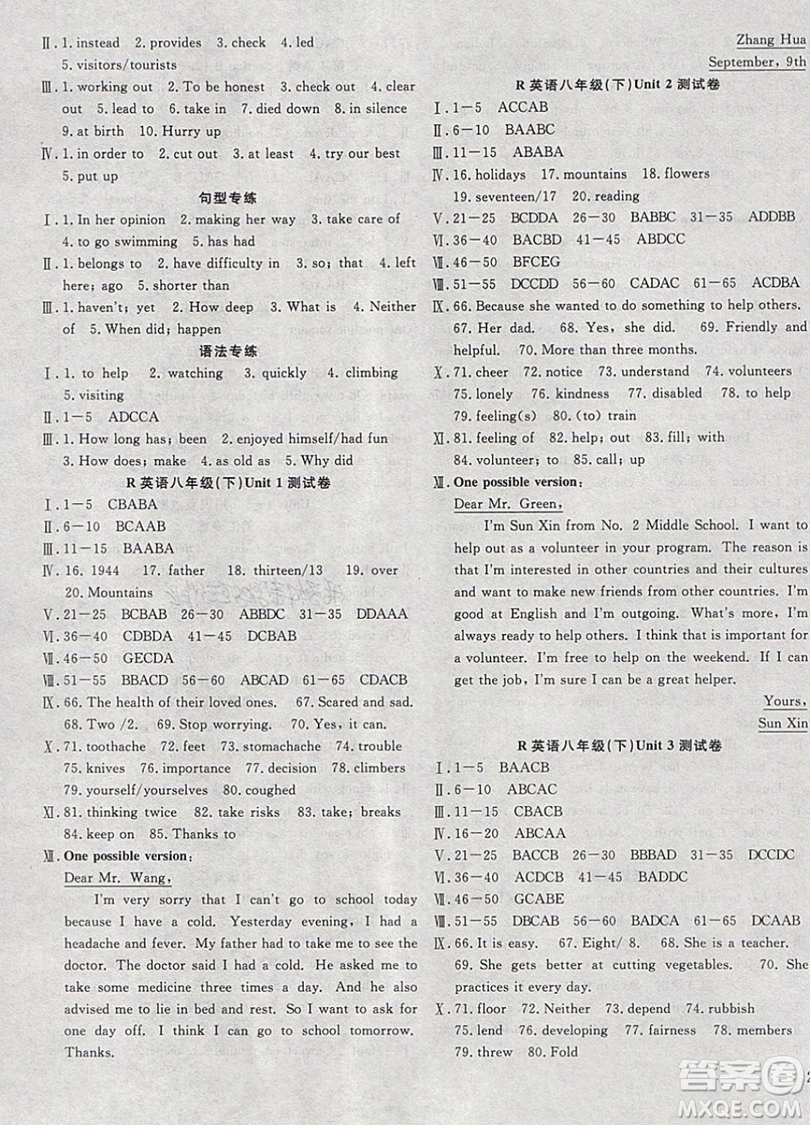 Ⅱ. 1. instead 2. provides 3. check 4. led
5. visitors/tourists
Ⅲ. 1. working out 2. To be honest 3. check out 4. clear
out 5. lead to 6. take in 7. died down 8. in silence
9. at birth 10. Hurry up
Ⅳ. 1. in order to 2. cut out 3. at least 4. try our best
5. put up
句型专练
Ⅰ. 1. In her opinion 2. making her way 3. take care of
4. to go swimming 5. has had
Ⅱ. 1. belongs to 2. have difficulty in 3. so; that 4. left
here; ago 5. shorter than
Ⅲ. 1. haven't; yet 2. How deep 3. What is 4. Neither
of 5. When did; happen
语法专练
Ⅰ. 1. to help 2. watching 3. quickly 4. climbing
5. visiting
Ⅱ. 1-5 ADCCA
Ⅲ. 1. How long has; been 2. enjoyed himself/had fun
3. How does; make 4. as old as 5. should; do
R 英语八年级(下)Unit 1 测试卷
Ⅰ. 1-5 CBABA
Ⅱ. 6-10 BCAAB
Ⅲ. 11-15 BAABA
Ⅳ. 16. 1944 17. father 18. thirteen/13 19. over
20. Mountains
Ⅴ. 21-25 BCBAB 26-30 ABBDC 31-35 DDAAA
Ⅵ. 36-40 CDBDA 41-45 DCBAB
Ⅶ. 46-50 GECDA
Ⅷ. 51-55 BBACD 56-60 ABCAD 61-65 CDACB
Ⅸ. 66. The health of their loved ones. 67. Scared and sad.
68. Two /2. 69. Stop worrying. 70. Yes, it can.
Ⅹ. 71. toothache 72. stomachache 73. sir 74. trouble
75. knives 76. importance 77. decision 78. climbers
79. yourself/yourselves 80. coughed
Ⅺ. 81. thinking twice 82. take risks 83. take; breaks
84. keep on 85. Thanks to
Ⅻ. One possible version:
Dear Mr. Wang,
I'm very sorry that I can't go to school today
because I have a cold. Yesterday evening, I had a
headache and fever. My father had to take me to see the
doctor. The doctor said I had a cold. He asked me to
take some medicine three times a day. And he also
advised me to lie in bed and rest. So I want to ask for
one day off. I think I can go to school tomorrow.
Thanks.
Zhang Hua
September, 9th
R 英语八年级(下)Unit 2 测试卷
Ⅰ. 1-5 ACCAB
Ⅱ. 6-10 BAABC
Ⅲ. 11-15 ABABA
Ⅳ. 16. holidays 17. mountains 18. flowers
19. seventeen/17 20. reading
Ⅴ. 21-25 BCDDA 26-30 BABBC 31-35 ADDBB
Ⅵ. 36-40 BACBD 41-45 ABDCC
Ⅶ. 46-50 BFCEG
Ⅷ. 51-55 DCCDD 56-60 CADAC 61-65 ACDBA
Ⅸ. 66. Because she wanted to do something to help others.
67. Her dad. 68. Yes, she did. 69. Friendly and
helpful. 70. More than three months.
Ⅹ. 71. cheer 72. notice 73. understand 74. raising
75. lonely 76. kindness 77. disabled 78. to help
79. feeling(s) 80. (to) train
Ⅺ. 81. feeling of 82. help; out 83. fill; with
84. used to 85. call; up
Ⅻ. One possible version:
Dear Mr. Green,
I'm Sun Xin from No. 2 Middle School. I want to
help out as a volunteer in your program. The reason is
that I'm interested in other countries and their cultures
and want to make new friends from other countries. I'm
good at English and I'm outgoing and friendly. I'm
always ready to help others. I think that is important for
a volunteer. I'm free to help on the weekend. If I can
get the job, I'm sure I can be a great helper.
Yours,
Sun Xin
R 英语八年级(下)Unit 3 测试卷
Ⅰ. 1-5 BAACB
Ⅱ. 6-10 ABCAC
Ⅲ. 11-15 CBACB
Ⅳ. 16-20 ABCAA
Ⅴ. 21-25 BACCB 26-30 BBBAD 31-35 DCCDC
Ⅵ. 36-40 ACDDC 41-45 BADDC
Ⅶ. 46-50 GCABE
Ⅷ. 51-55 DBCAB 56-60 BADCA 61-65 DCAAB
Ⅸ. 66. It is easy. 67. Eight/ 8. 68. She is a teacher.
69. She gets better at cutting vegetables. 70. She
practices it every day.
Ⅹ. 71. floor 72. Neither 73. depend 74. rubbish
75. lend 76. developing 77. fairness 78. members
79. threw 80. Fold
答案圈
MXQE.COM